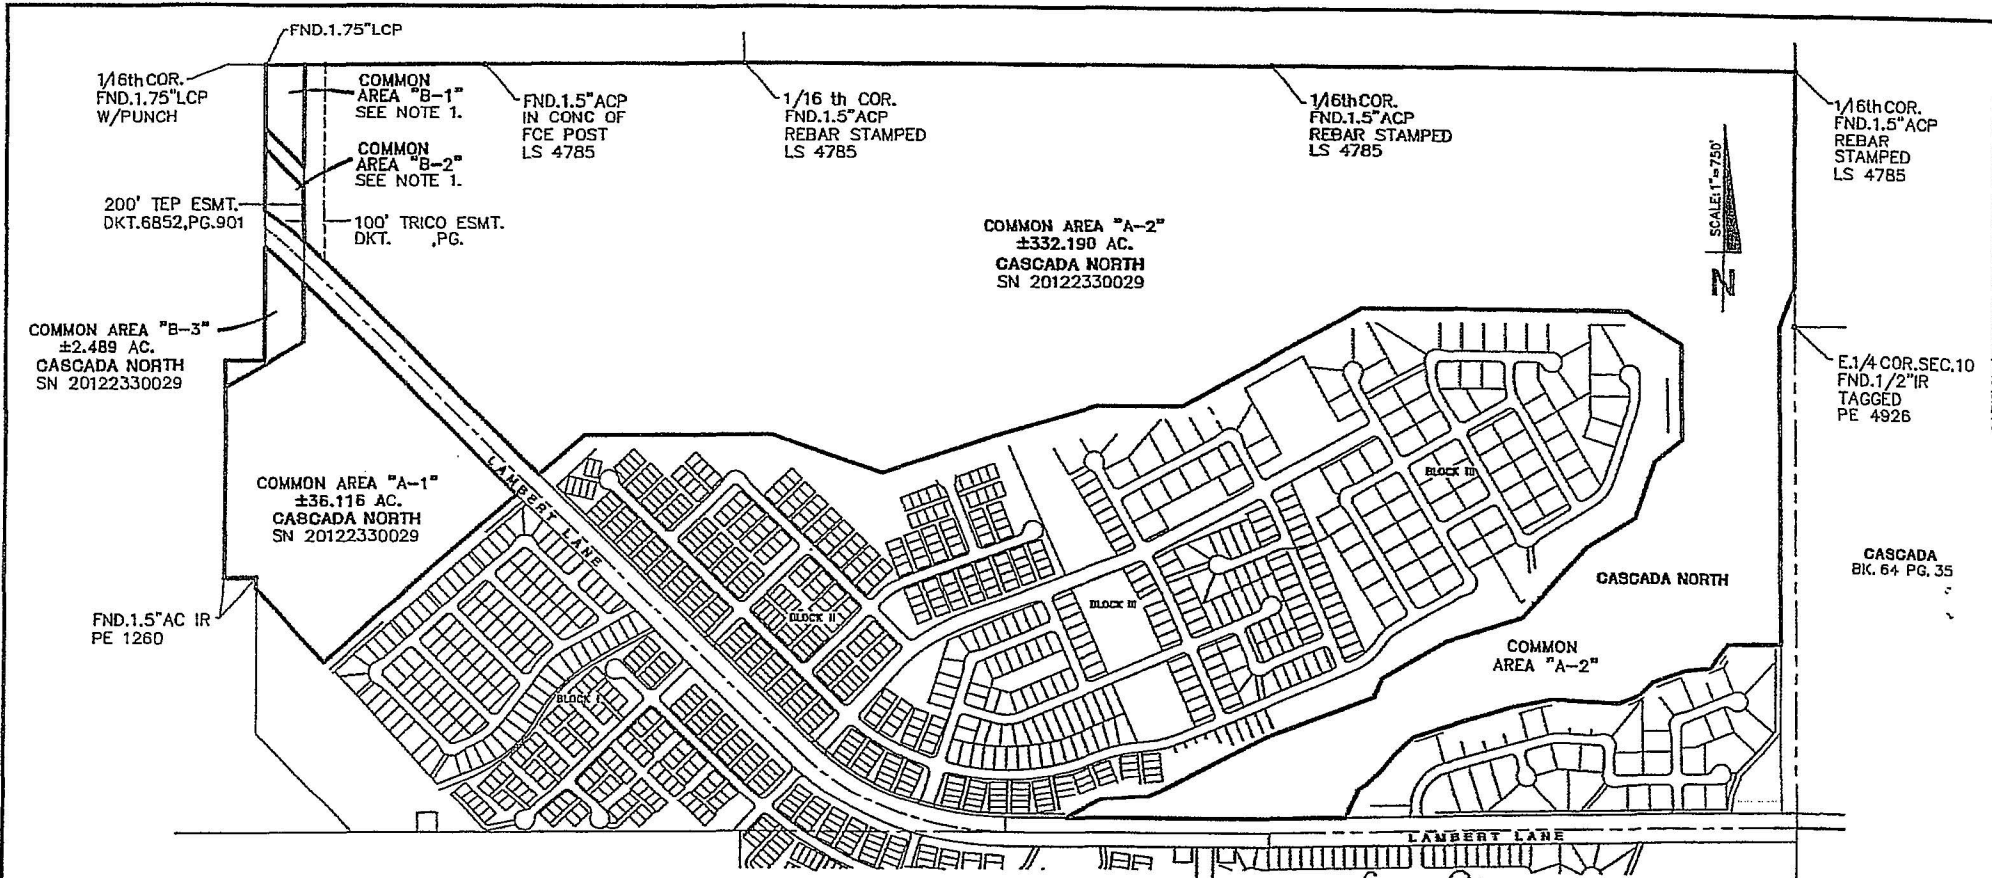 FND.1.75"LCP
1/16th COR.
FND.1.75"LCP
W/PUNCH
COMMON
AREA "B-1"
SEE NOTE 1.
FND.1.5"ACP
IN CONC OF
FCE POST
LS 4785
1/16 th COR.
FND.1.5"ACP
REBAR STAMPED
LS 4785
1/16th COR.
FND.1.5"ACP
REBAR STAMPED
LS 4785
1/16th COR.
FND.1.5"ACP
REBAR
STAMPED
LS 4785
COMMON
AREA "B-2"
SEE NOTE 1.
200' TEP ESMT.
DKT.6852,PG.901
100' TRICO ESMT.
DKT. ,PG.
COMMON AREA "A-2"
±332.190 AC.
CASCADA NORTH
SN 20122330029
SCALE:1"=750'
N
COMMON AREA "B-3"
±2.489 AC.
CASCADA NORTH
SN 20122330029
E.1/4 COR.SEC.10
FND.1/2"IR
TAGGED
PE 4926
COMMON AREA "A-1"
±36.116 AC.
CASCADA NORTH
SN 20122330029
LAMBERT LANE
BLOCK III
CASCADA
BK. 64 PG. 35
CASCADA NORTH
FND.1.5"AC IR
PE 1260
BLOCK II
BLOCK III
COMMON
AREA "A-2"
BLOCK I
LAMBERT LANE